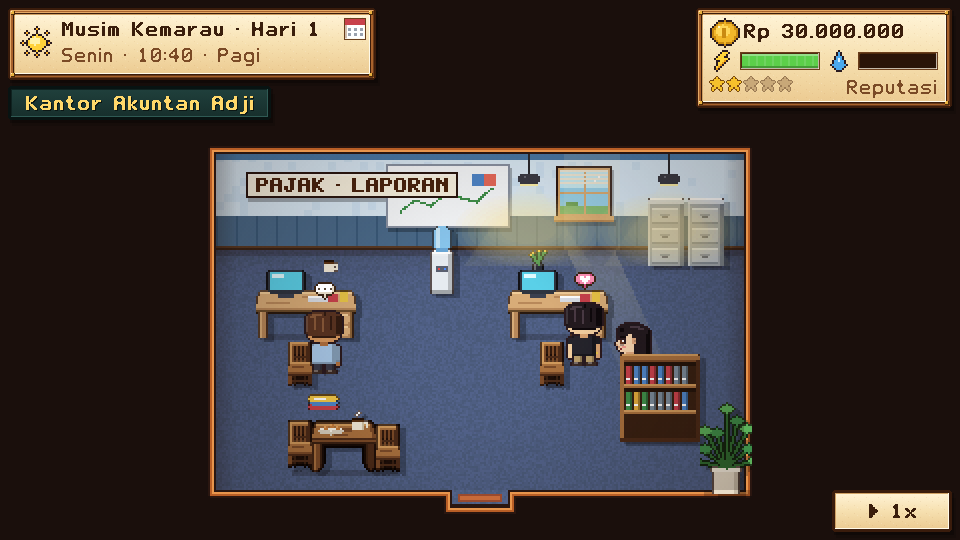 Musim Kemarau · Hari 1
Senin · 10:40 · Pagi
Rp 30.000.000
Reputasi
Kantor Akuntan Adji
PAJAK · LAPORAN
1x